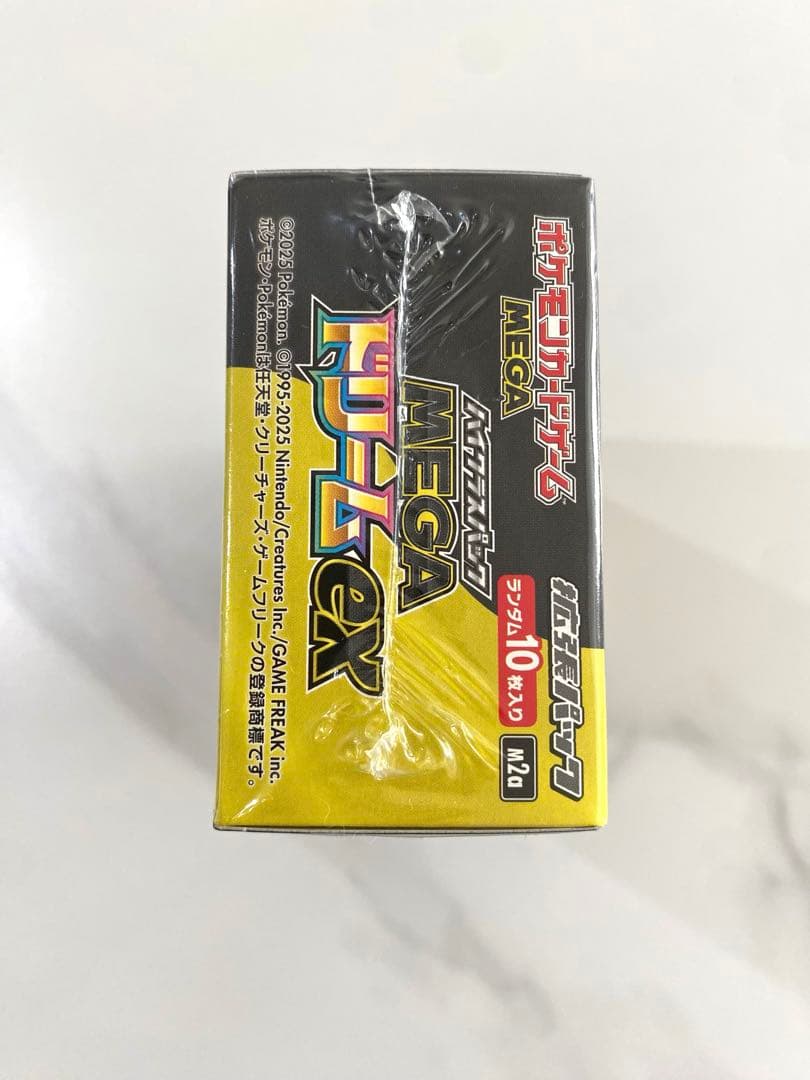 ポケモンカードゲーム™
MEGA
拡張パック
ハイクラスパック
MEGA
ドリームex
ランダム10枚入り
M2a
©2025 Pokémon. ©1995-2025 Nintendo/Creatures Inc./GAME FREAK inc.
ポケモン・Pokémonは任天堂・クリーチャーズ・ゲームフリークの登録商標です。